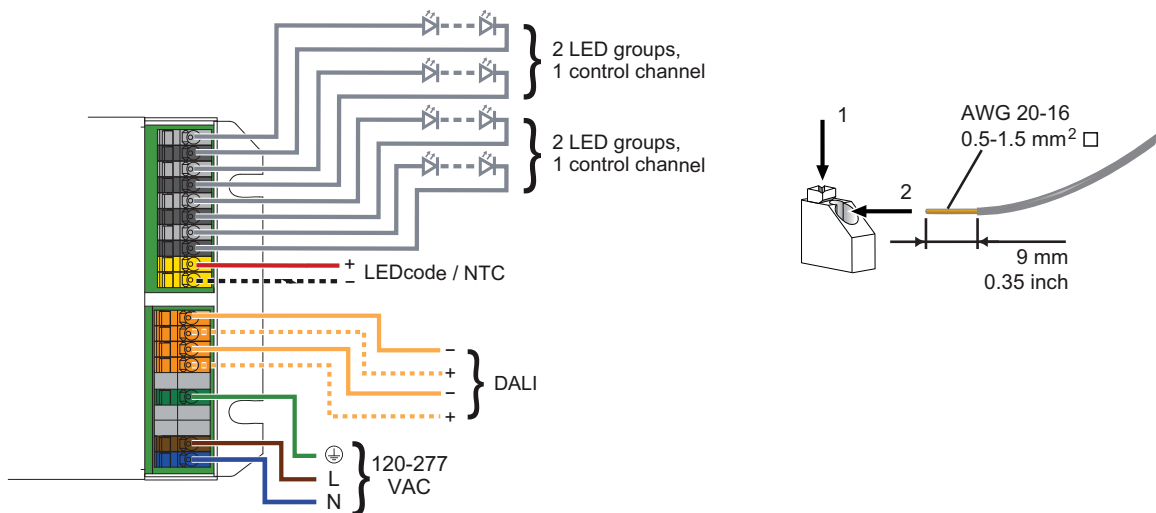 2 LED groups,
1 control channel
2 LED groups,
1 control channel
+
LEDcode / NTC
−
−
+
DALI
−
+
120-277
VAC
L
N
1
AWG 20-16
0.5-1.5 mm² □
2
9 mm
0.35 inch